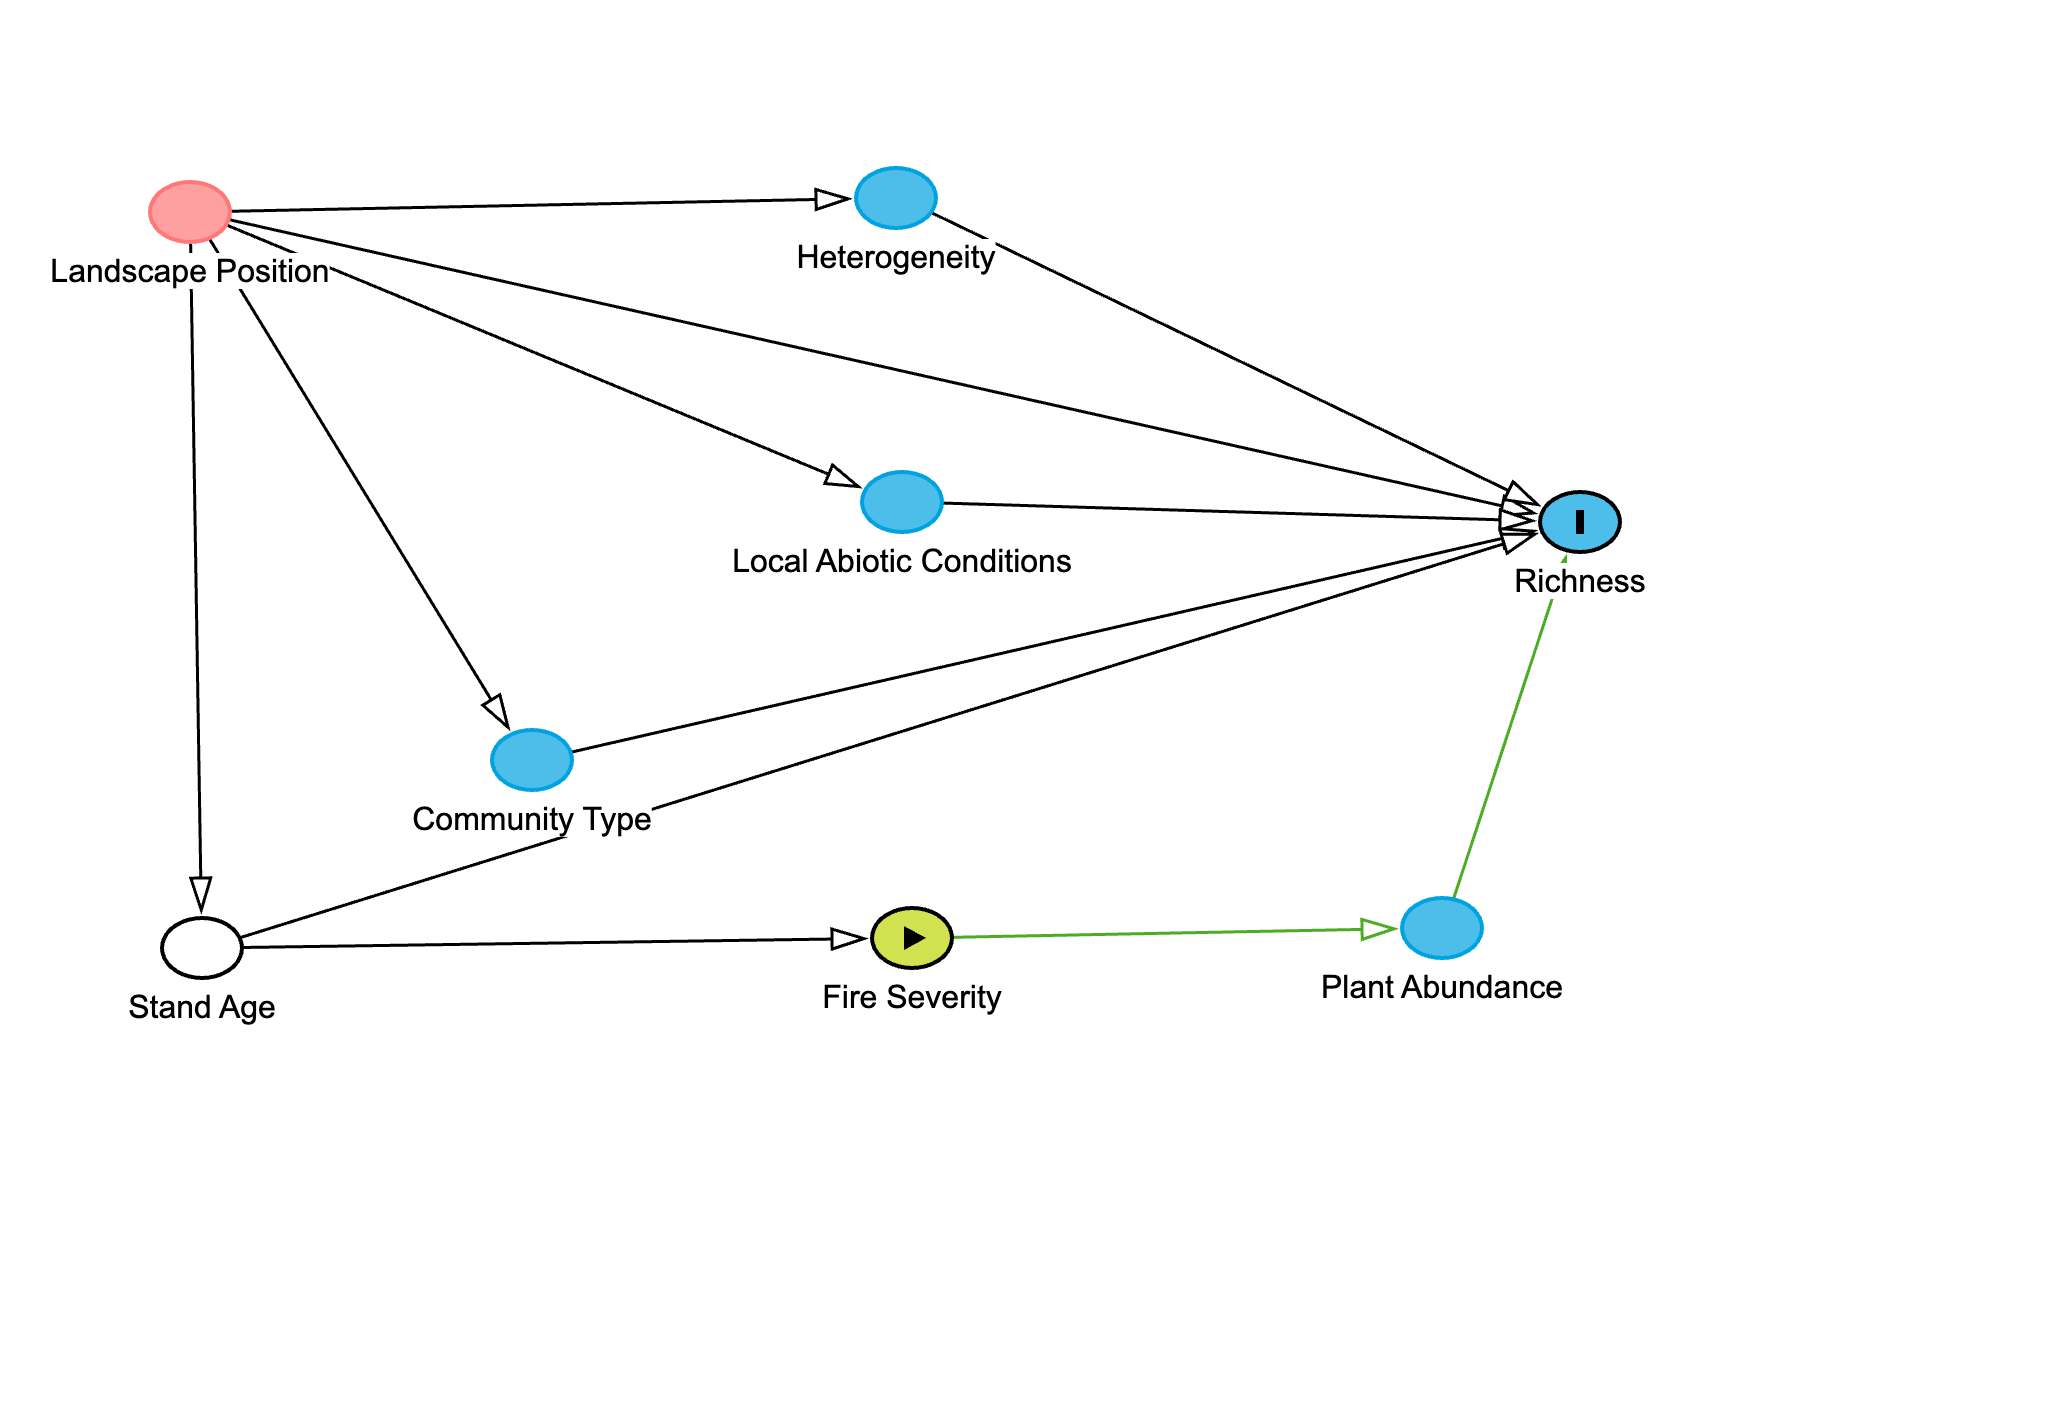 Landscape Position
Heterogeneity
Local Abiotic Conditions
Richness
Community Type
Stand Age
Fire Severity
Plant Abundance